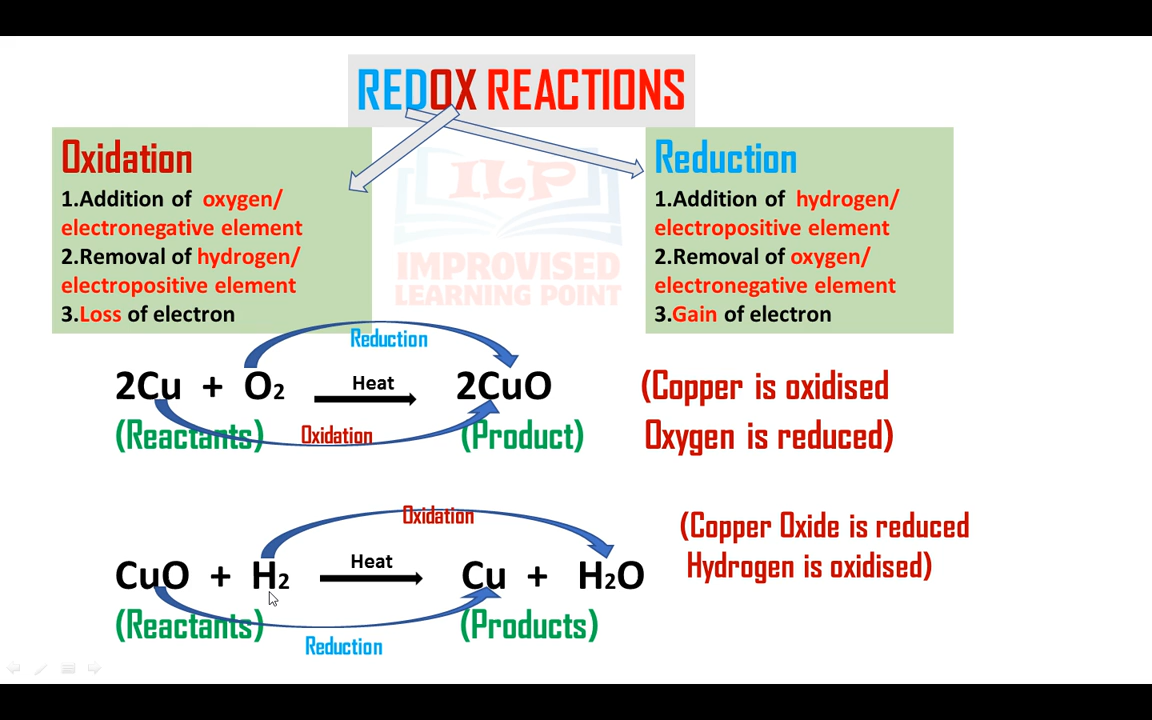 REDOX REACTIONS
Oxidation
1.Addition of oxygen/
electronegative element
2.Removal of hydrogen/
electropositive element
3.Loss of electron
Reduction
1.Addition of hydrogen/
electropositive element
2.Removal of oxygen/
electronegative element
3.Gain of electron
ILP
IMPROVISED
LEARNING POINT
Reduction
2Cu + O2 Heat 2CuO
(Reactants) Oxidation (Product)
(Copper is oxidised
Oxygen is reduced)
Oxidation
CuO + H2 Heat Cu + H2O
(Reactants) (Products)
Reduction
(Copper Oxide is reduced
Hydrogen is oxidised)